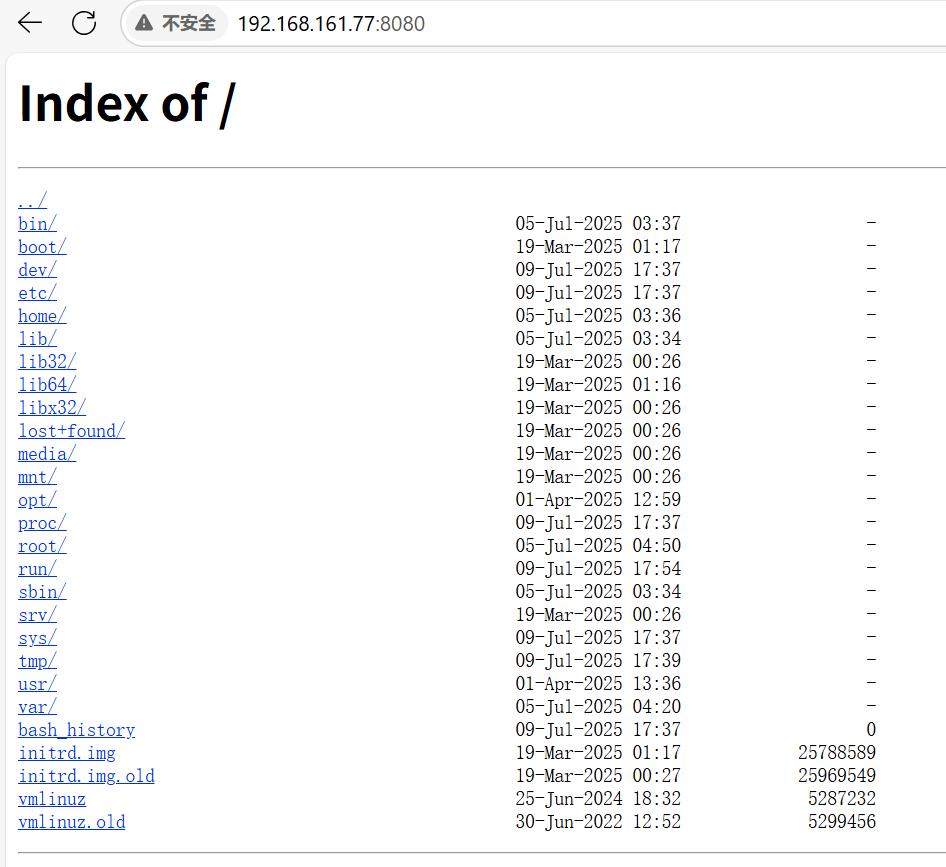 不安全 192.168.161.77:8080
Index of /
../
bin/ 05-Jul-2025 03:37 -
boot/ 19-Mar-2025 01:17 -
dev/ 09-Jul-2025 17:37 -
etc/ 09-Jul-2025 17:37 -
home/ 05-Jul-2025 03:36 -
lib/ 05-Jul-2025 03:34 -
lib32/ 19-Mar-2025 00:26 -
lib64/ 19-Mar-2025 01:16 -
libx32/ 19-Mar-2025 00:26 -
lost+found/ 19-Mar-2025 00:26 -
media/ 19-Mar-2025 00:26 -
mnt/ 19-Mar-2025 00:26 -
opt/ 01-Apr-2025 12:59 -
proc/ 09-Jul-2025 17:37 -
root/ 05-Jul-2025 04:50 -
run/ 09-Jul-2025 17:54 -
sbin/ 05-Jul-2025 03:34 -
srv/ 19-Mar-2025 00:26 -
sys/ 09-Jul-2025 17:37 -
tmp/ 09-Jul-2025 17:39 -
usr/ 01-Apr-2025 13:36 -
var/ 05-Jul-2025 04:20 -
bash_history 09-Jul-2025 17:37 0
initrd.img 19-Mar-2025 01:17 25788589
initrd.img.old 19-Mar-2025 00:27 25969549
vmlinuz 25-Jun-2024 18:32 5287232
vmlinuz.old 30-Jun-2022 12:52 5299456